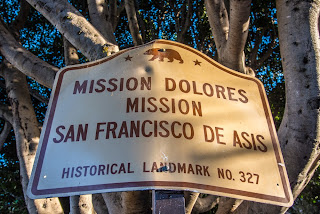 MISSION DOLORES
MISSION
SAN FRANCISCO DE ASIS
HISTORICAL LANDMARK NO. 327